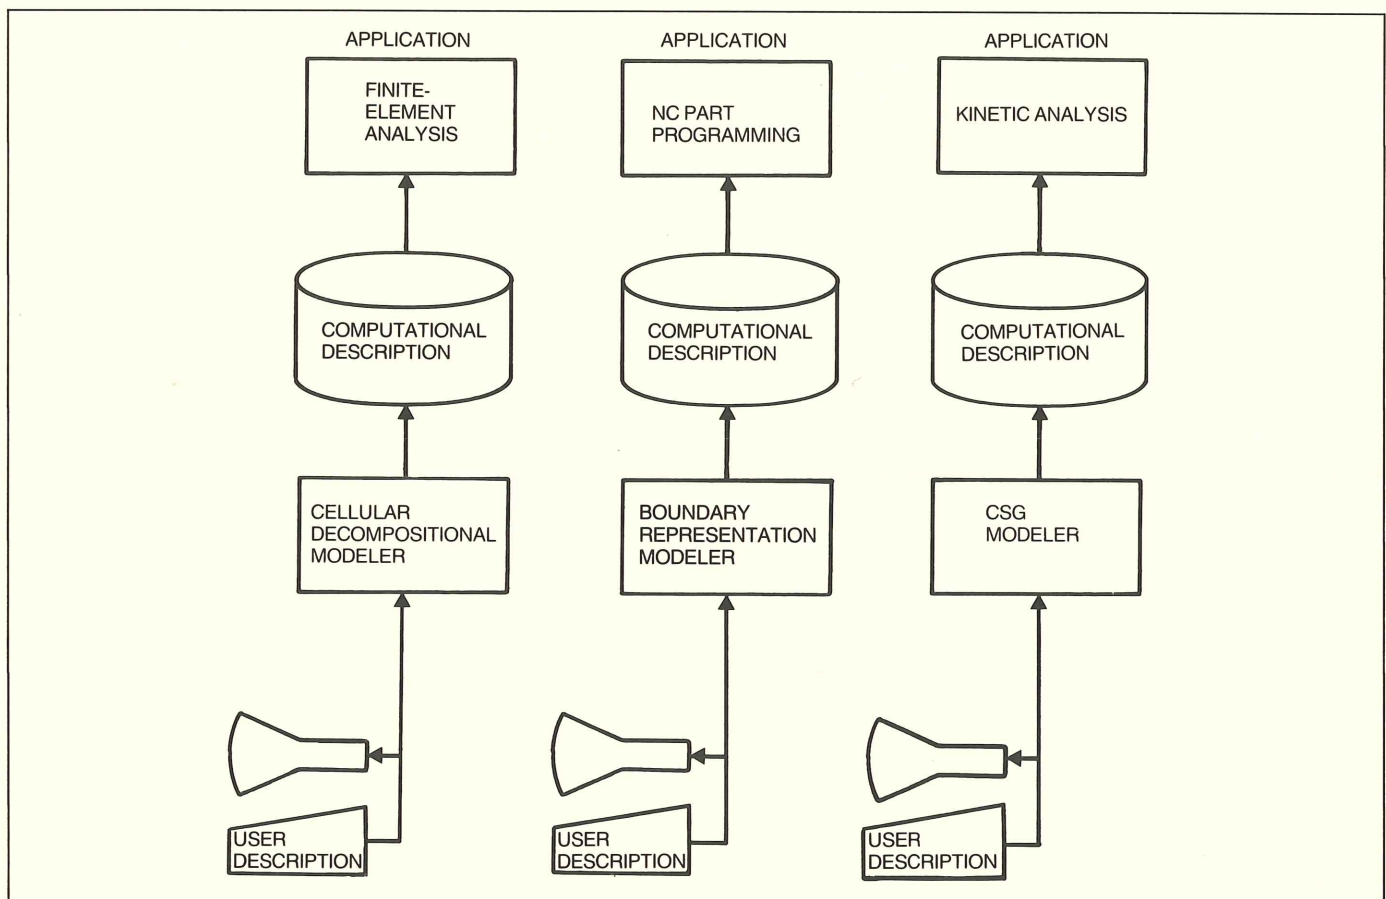 APPLICATION
FINITE-
ELEMENT
ANALYSIS
APPLICATION
NC PART
PROGRAMMING
APPLICATION
KINETIC ANALYSIS
COMPUTATIONAL
DESCRIPTION
COMPUTATIONAL
DESCRIPTION
COMPUTATIONAL
DESCRIPTION
CELLULAR
DECOMPOSITIONAL
MODELER
BOUNDARY
REPRESENTATION
MODELER
CSG
MODELER
USER
DESCRIPTION
USER
DESCRIPTION
USER
DESCRIPTION